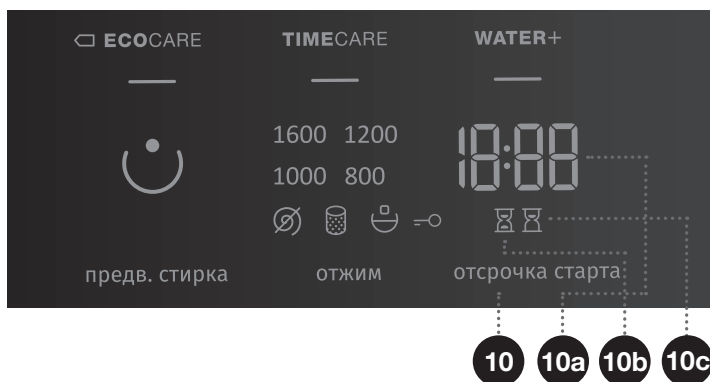 ECOCARE TIMECARE WATER+
1600 1200 18:88
1000 800
предв. стирка отжим отсрочка старта
10 10a 10b 10c